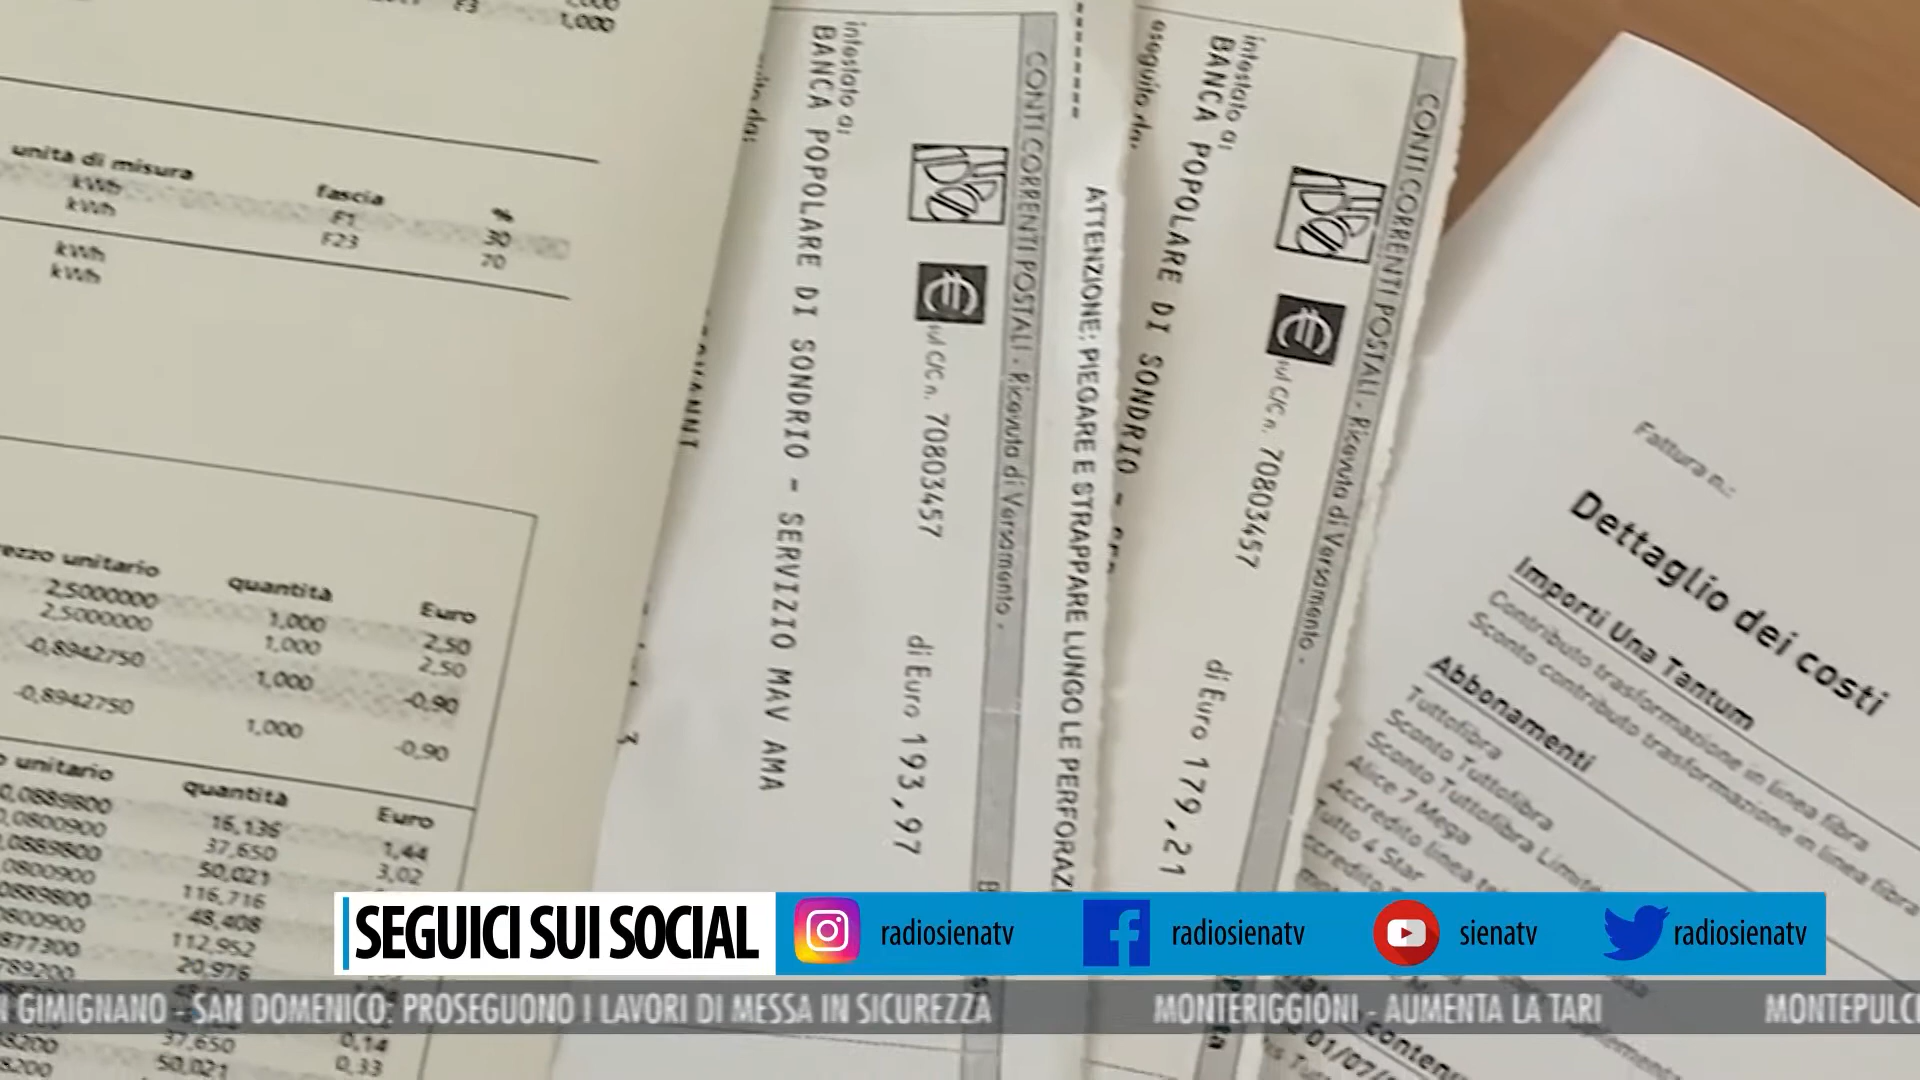 1,000
unità di misura
fascia
%
kWh
F1
30
kWh
F23
70
kWh
kWh
unitario
quantità
Euro
2,5000000
1,000
2,50
2,5000000
1,000
2,50
-0,8942750
1,000
-0,90
-0,8942750
1,000
-0,90
unitario
quantità
Euro
0,0889800
16,136
1,44
0,0800900
37,650
3,02
50,021
116,716
48,408
112,952
20,976
37,650
0,14
50,021
0,33
intestato a:
BANCA POPOLARE DI SONDRIO - SERVIZIO MAV AMA
sul C/C n. 70803457
di Euro 193,97
CONTI CORRENTI POSTALI - Ricevuta di Versamento -
ATTENZIONE: PIEGARE E STRAPPARE LUNGO LE PERFORAZI
eseguito da:
intestato a:
BANCA POPOLARE DI SONDRIO -
sul C/C n. 70803457
di Euro 179,21
CONTI CORRENTI POSTALI - Ricevuta di Versamento -
Fattura n.:
Dettaglio dei costi
Importi Una Tantum
Contributo trasformazione in linea fibra
Sconto contributo trasformazione in linea fibra
Abbonamenti
Tuttofibra
Sconto Tuttofibra
Sconto Tuttofibra
Alice 7 Mega
Accredito linea
Tutto 4 Star
SEGUICI SUI SOCIAL
radiosienatv
radiosienatv
sienatv
radiosienatv
GIMIGNANO - SAN DOMENICO: PROSEGUONO I LAVORI DI MESSA IN SICUREZZA
MONTERIGGIONI - AUMENTA LA TARI
MONTEPULC